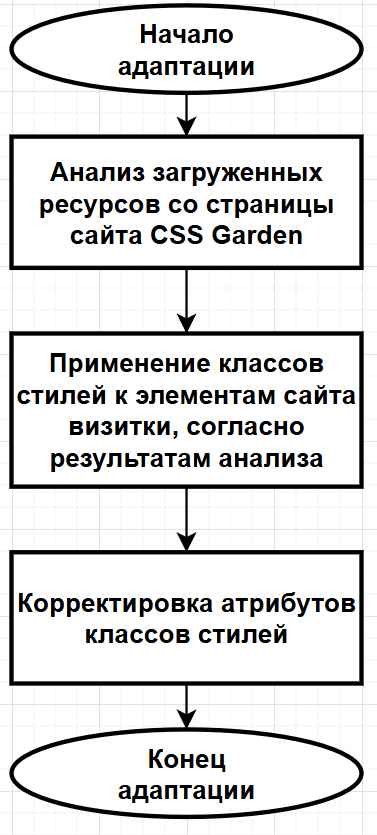 Начало
адаптации
Анализ загруженных
ресурсов со страницы
сайта CSS Garden
Применение классов
стилей к элементам сайта
визитки, согласно
результатам анализа
Корректировка атрибутов
классов стилей
Конец
адаптации